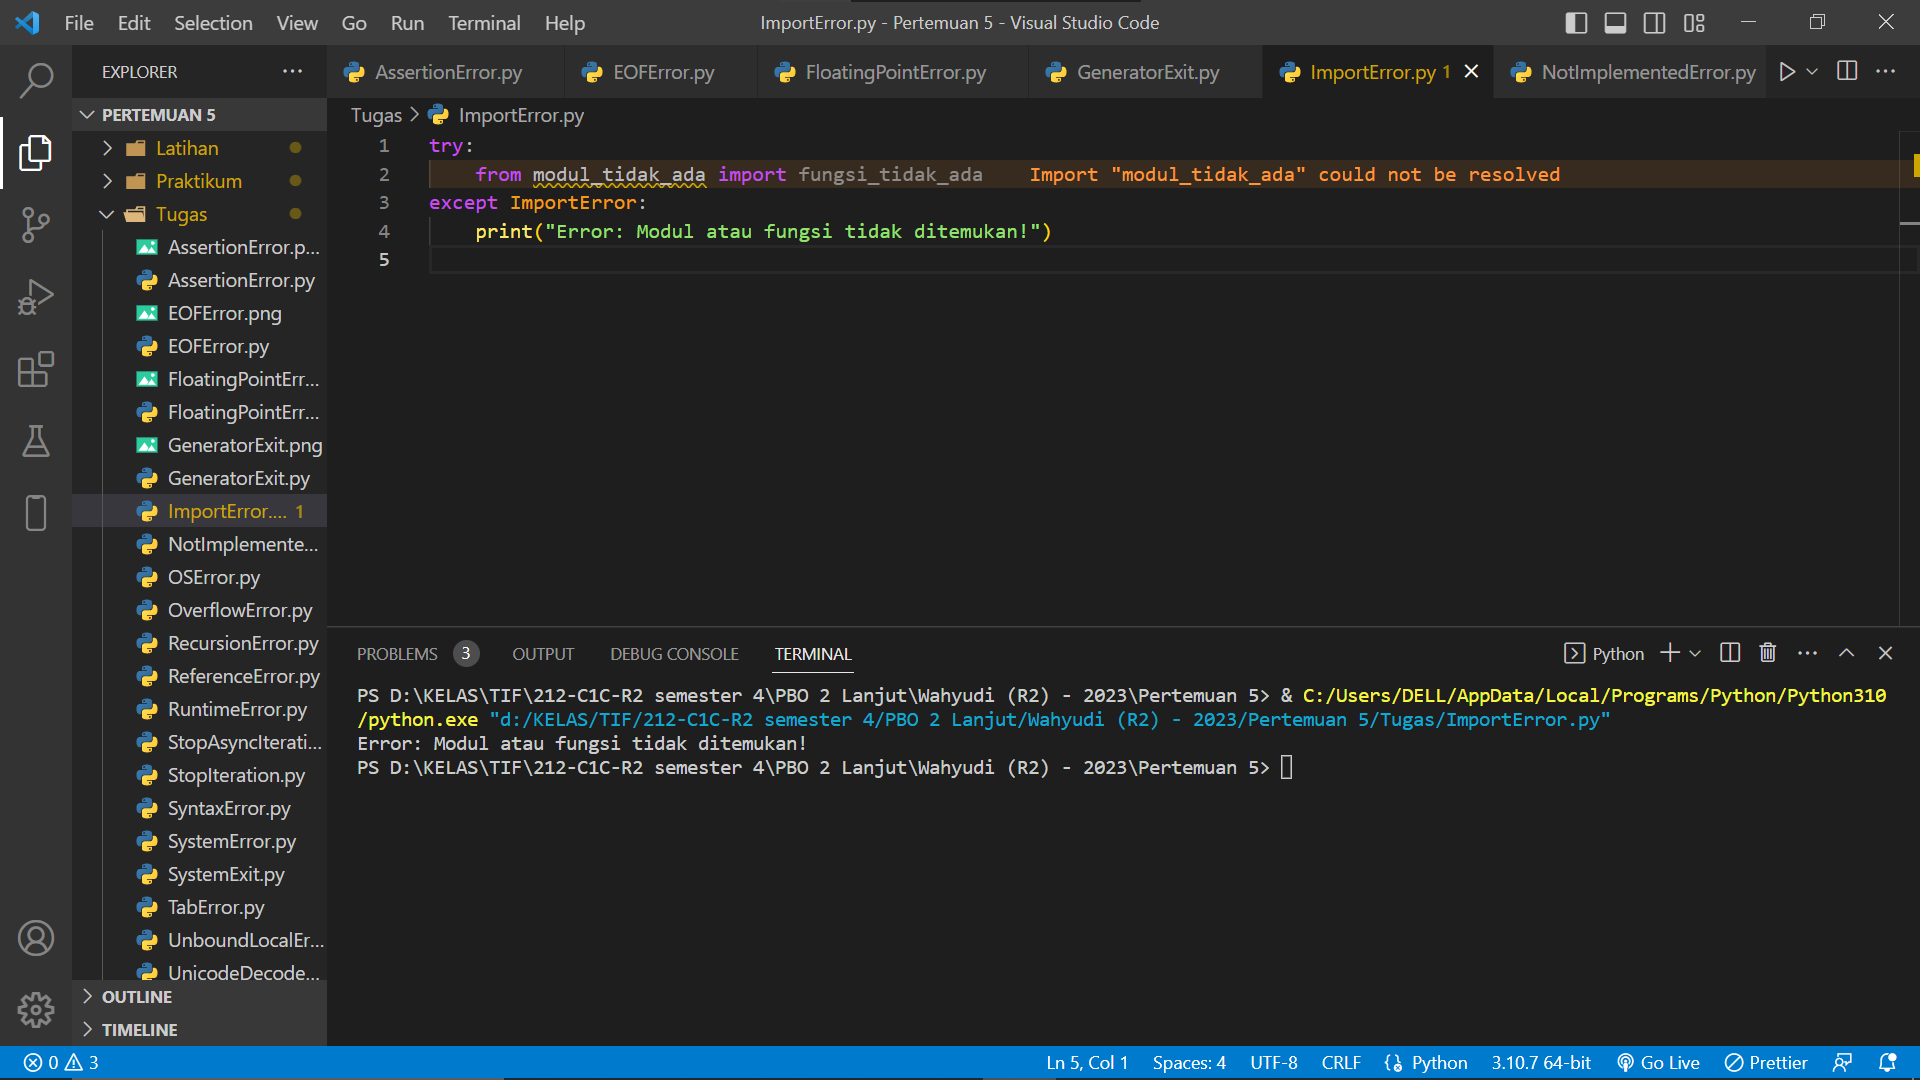 File Edit Selection View Go Run Terminal Help
ImportError.py - Pertemuan 5 - Visual Studio Code
EXPLORER
PERTEMUAN 5
Latihan
Praktikum
Tugas
AssertionError.p...
AssertionError.py
EOFError.png
EOFError.py
FloatingPointErr...
FloatingPointErr...
GeneratorExit.png
GeneratorExit.py
ImportError.... 1
NotImplemente...
OSError.py
OverflowError.py
RecursionError.py
ReferenceError.py
RuntimeError.py
StopAsyncIterati...
StopIteration.py
SyntaxError.py
SystemError.py
SystemExit.py
TabError.py
UnboundLocalEr...
UnicodeDecode...
OUTLINE
TIMELINE
AssertionError.py EOFError.py FloatingPointError.py GeneratorExit.py ImportError.py 1 NotImplementedError.py
Tugas > ImportError.py
1 try:
2 from modul_tidak_ada import fungsi_tidak_ada Import "modul_tidak_ada" could not be resolved
3 except ImportError:
4 print("Error: Modul atau fungsi tidak ditemukan!")
5
PROBLEMS 3 OUTPUT DEBUG CONSOLE TERMINAL Python
PS D:\KELAS\TIF\212-C1C-R2 semester 4\PBO 2 Lanjut\Wahyudi (R2) - 2023\Pertemuan 5> & C:/Users/DELL/AppData/Local/Programs/Python/Python310
/python.exe "d:/KELAS/TIF/212-C1C-R2 semester 4/PBO 2 Lanjut/Wahyudi (R2) - 2023/Pertemuan 5/Tugas/ImportError.py"
Error: Modul atau fungsi tidak ditemukan!
PS D:\KELAS\TIF\212-C1C-R2 semester 4\PBO 2 Lanjut\Wahyudi (R2) - 2023\Pertemuan 5>
0 3 Ln 5, Col 1 Spaces: 4 UTF-8 CRLF Python 3.10.7 64-bit Go Live Prettier